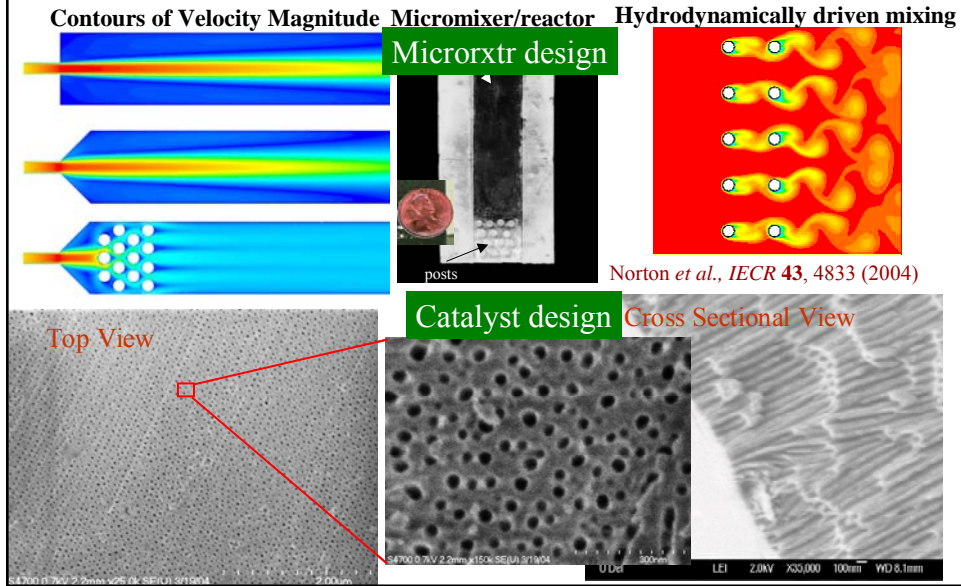 Contours of Velocity Magnitude
Micromixer/reactor
Hydrodynamically driven mixing
Microrxtr design
posts
Norton et al., IECR 43, 4833 (2004)
Catalyst design
Top View
Cross Sectional View
S4700 0.7kV 2.2mm x25.0k SE(U) 3/19/04
2.00um
S4700 0.7kV 2.2mm x150k SE(U) 3/19/04
300nm
LEI 2.0kV X35,000 100nm WD 8.1mm